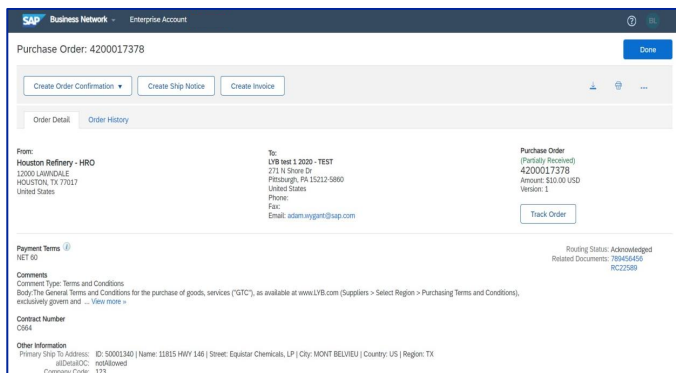 SAP Business Network Enterprise Account BL
Purchase Order: 4200017378
Done
Create Order Confirmation ▼ Create Ship Notice Create Invoice ...
Order Detail Order History
From:
Houston Refinery - HRO
12000 LAWNDALE
HOUSTON, TX 77017
United States
To:
LYB test 1 2020 - TEST
271 N Shore Dr
Pittsburgh, PA 15212-5860
United States
Phone:
Fax:
Email: adam.wygant@sap.com
Purchase Order
(Partially Received)
4200017378
Amount: $10.00 USD
Version: 1
Track Order
Payment Terms
NET 60
Routing Status: Acknowledged
Related Documents: 789456456
RC22589
Comments
Comment Type: Terms and Conditions
Body:The General Terms and Conditions for the purchase of goods, services ("GTC"), as available at www.LYB.com (Suppliers > Select Region > Purchasing Terms and Conditions),
exclusively govern and ... View more »
Contract Number
C664
Other Information
Primary Ship To Address: ID: 50001340 | Name: 11815 HWY 146 | Street: Equistar Chemicals, LP | City: MONT BELVIEU | Country: US | Region: TX
allDetailOC: notAllowed
Company Code: 123